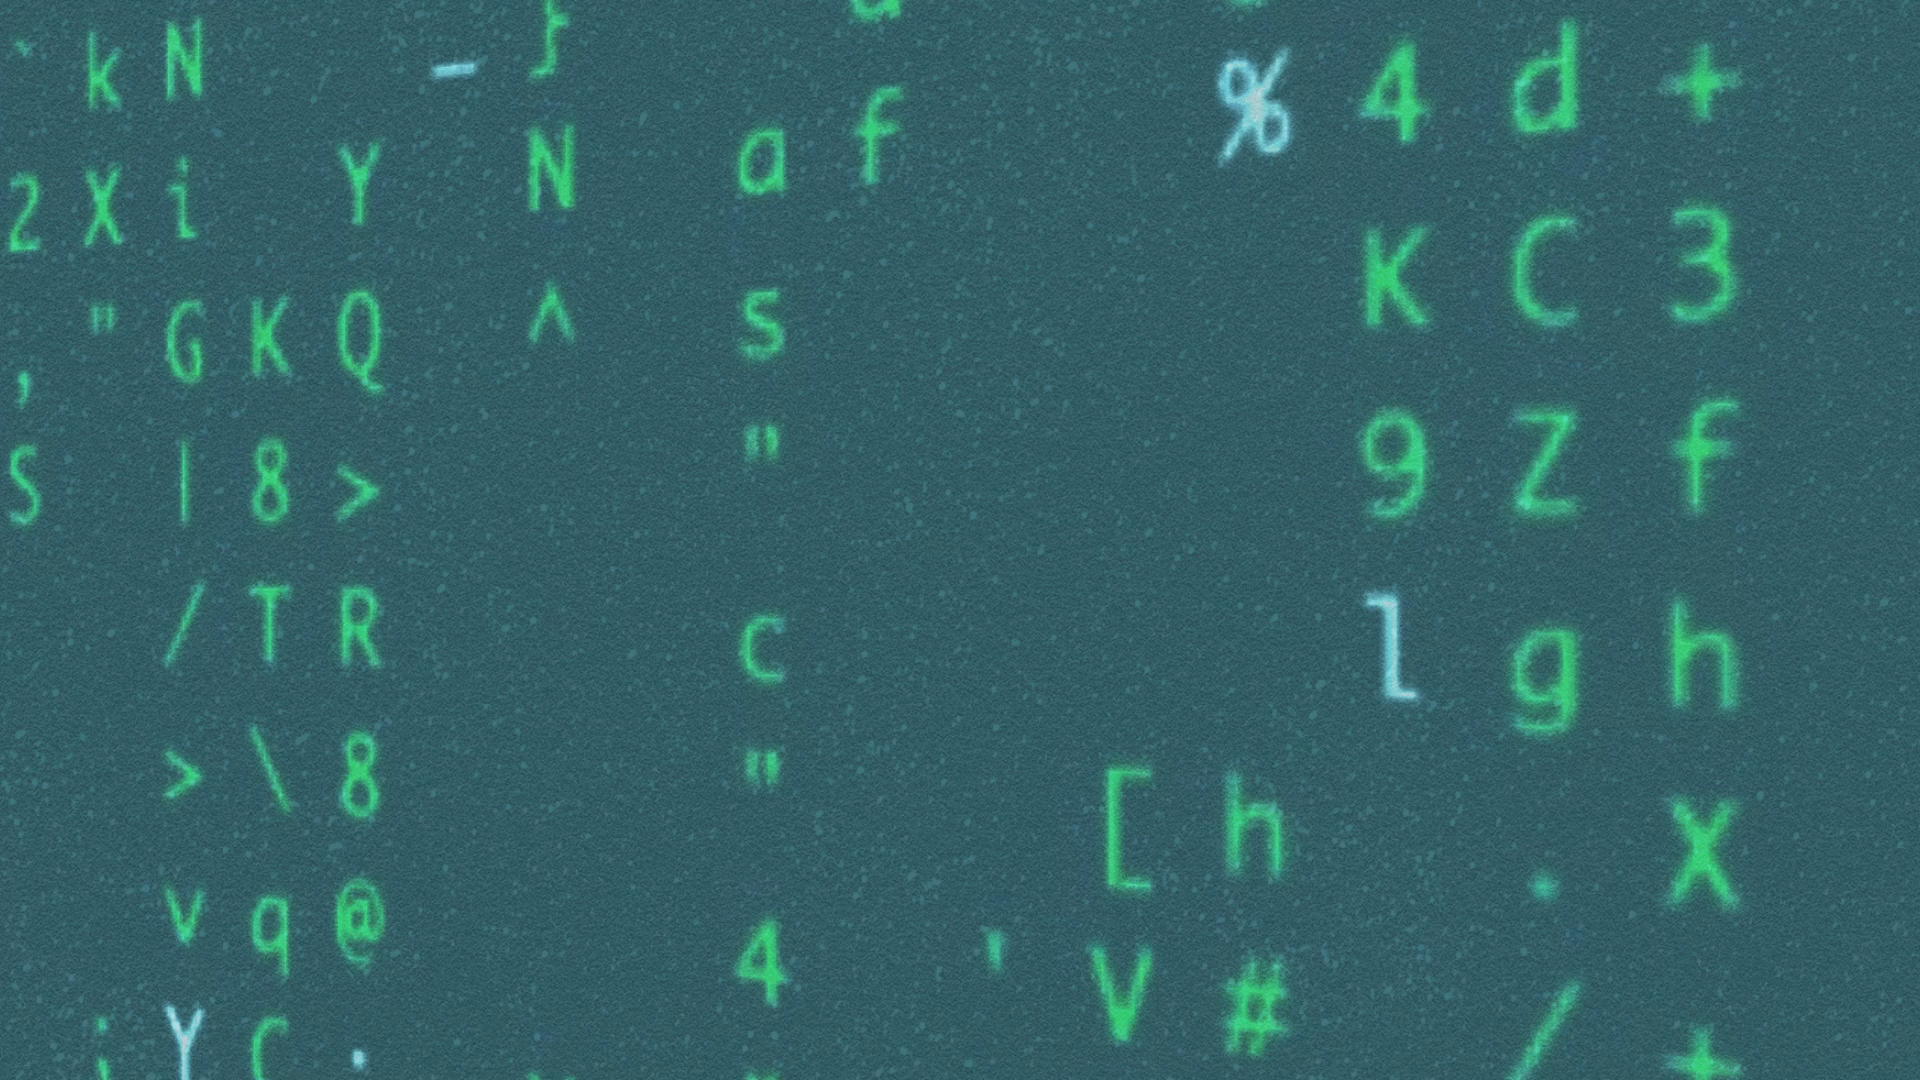 ` k N _ } % 4 d +
2 X i Y N a f K C 3
, " G K Q ^ s 9 Z f
S | 8 > " l g h
/ T R c
> \ 8 " [ h . X
v q @ 4 ' V # / +
; Y C .